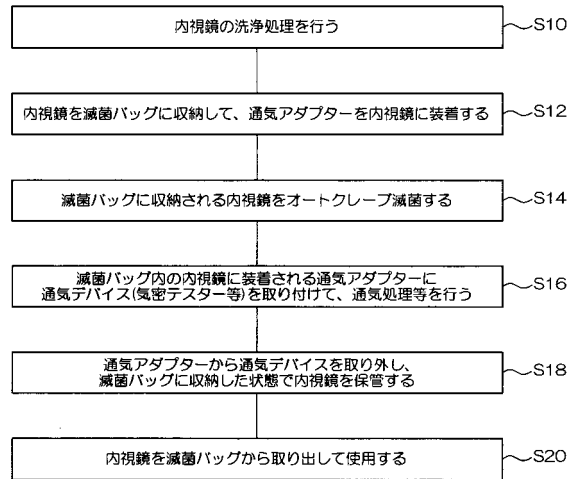 内視鏡の洗浄処理を行う
S10
内視鏡を滅菌バッグに収納して、通気アダプターを内視鏡に装着する
S12
滅菌バッグに収納される内視鏡をオートクレーブ滅菌する
S14
滅菌バッグ内の内視鏡に装着される通気アダプターに
通気デバイス(気密テスター等)を取り付けて、通気処理等を行う
S16
通気アダプターから通気デバイスを取り外し、
滅菌バッグに収納した状態で内視鏡を保管する
S18
内視鏡を滅菌バッグから取り出して使用する
S20